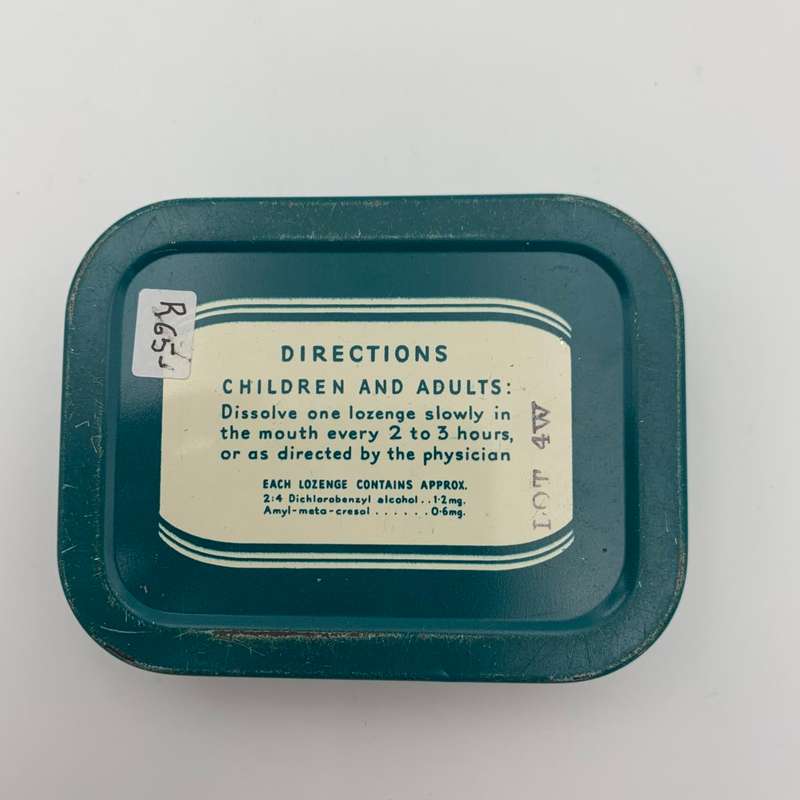 R65
DIRECTIONS
CHILDREN AND ADULTS:
Dissolve one lozenge slowly in
the mouth every 2 to 3 hours,
or as directed by the physician
EACH LOZENGE CONTAINS APPROX.
2:4 Dichlorobenzyl alcohol..1·2mg.
Amyl-meta-cresol ......0·6mg.
LOT 4W